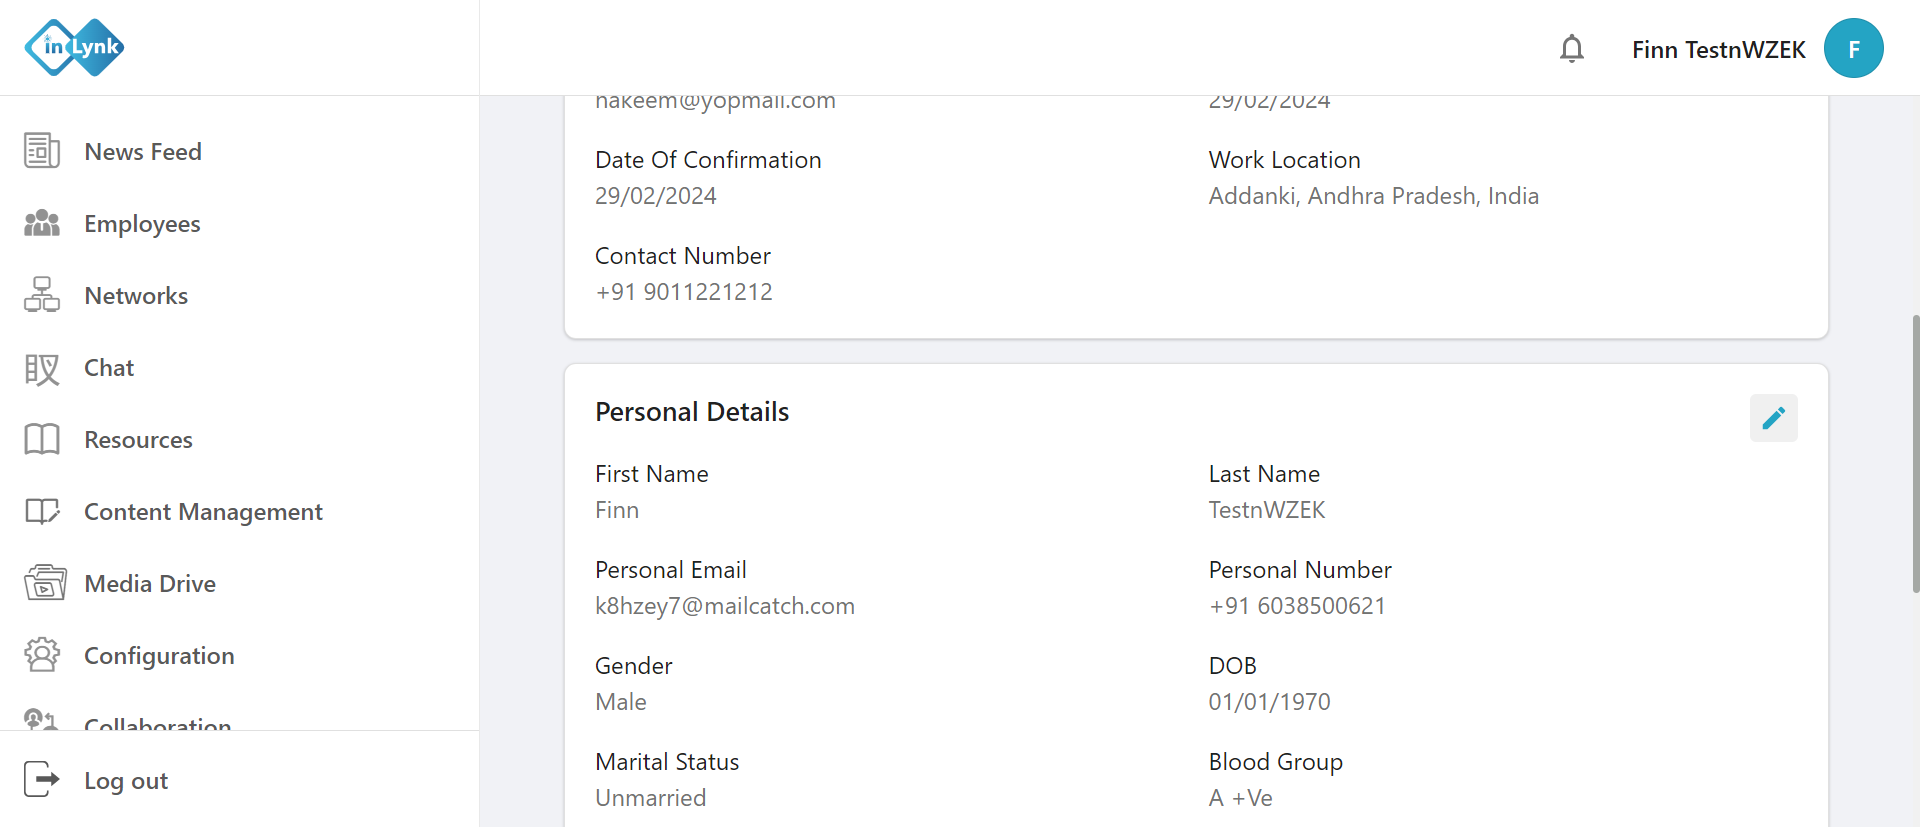 in Lynk
Finn TestnWZEK
F
News Feed
Employees
Networks
Chat
Resources
Content Management
Media Drive
Configuration
Collaboration
Log out
nakeem@yopmail.com
29/02/2024
Date Of Confirmation
29/02/2024
Work Location
Addanki, Andhra Pradesh, India
Contact Number
+91 9011221212
Personal Details
First Name
Finn
Last Name
TestnWZEK
Personal Email
k8hzey7@mailcatch.com
Personal Number
+91 6038500621
Gender
Male
DOB
01/01/1970
Marital Status
Unmarried
Blood Group
A +Ve